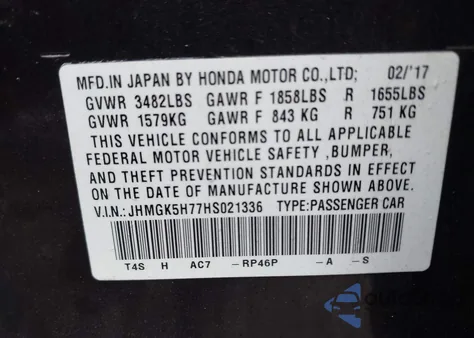 MFD.IN JAPAN BY HONDA MOTOR CO.,LTD; 02/'17
GVWR 3482LBS GAWR F 1858LBS R 1655LBS
GVWR 1579KG GAWR F 843 KG R 751 KG
THIS VEHICLE CONFORMS TO ALL APPLICABLE
FEDERAL MOTOR VEHICLE SAFETY ,BUMPER,
AND THEFT PREVENTION STANDARDS IN EFFECT
ON THE DATE OF MANUFACTURE SHOWN ABOVE.
V.I.N.: JHMGK5H77HS021336 TYPE:PASSENGER CAR
T4S H AC7 -RP46P -A -S